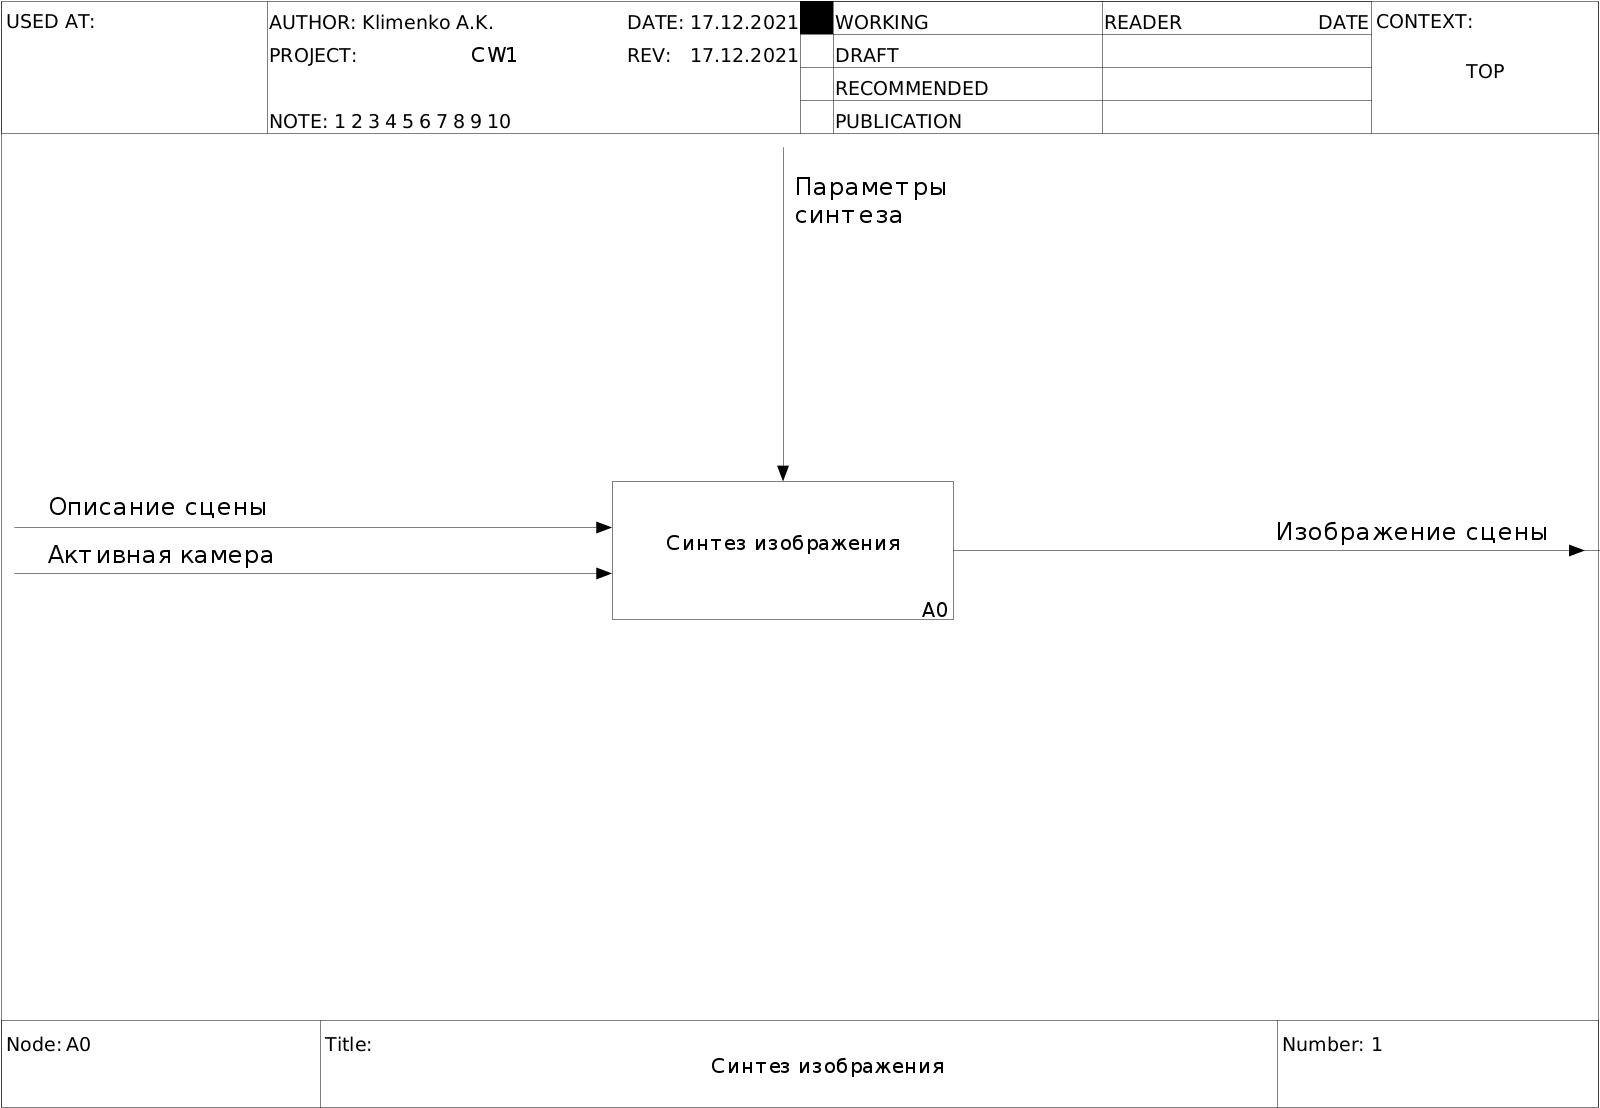 USED AT:
AUTHOR: Klimenko A.K.
DATE: 17.12.2021
PROJECT: CW1
REV: 17.12.2021
NOTE: 1 2 3 4 5 6 7 8 9 10
WORKING
DRAFT
RECOMMENDED
PUBLICATION
READER DATE
CONTEXT:
TOP
Параметры
синтеза
Описание сцены
Активная камера
Синтез изображения
A0
Изображение сцены
Node: A0
Title:
Синтез изображения
Number: 1